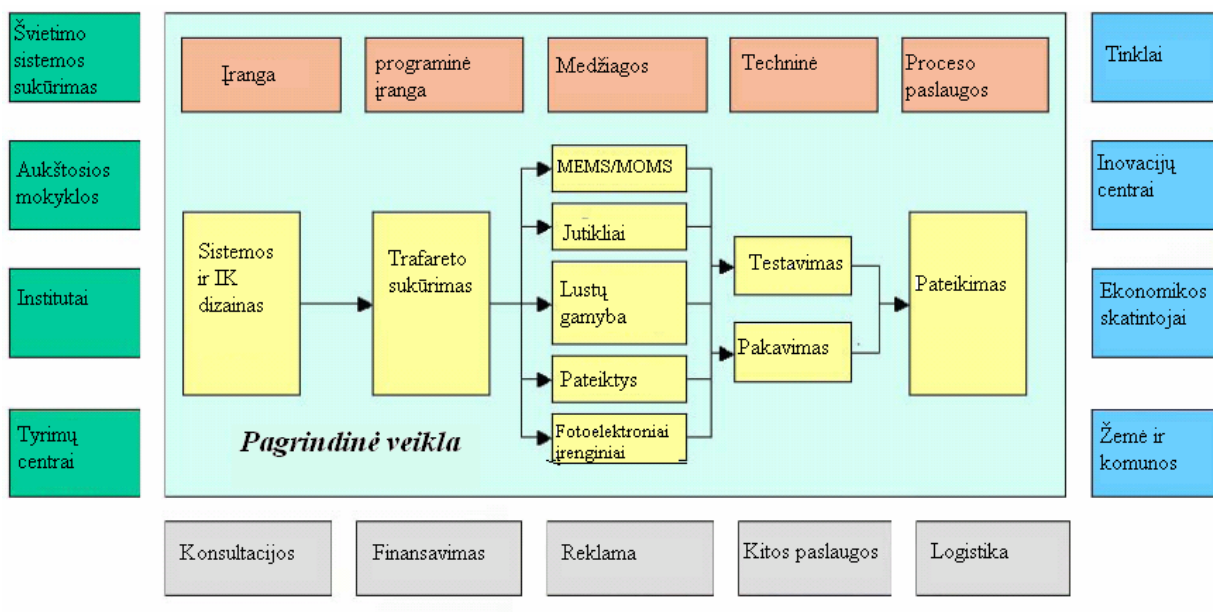 Švietimo
sistemos
sukūrimas
Aukštosios
mokyklos
Institutai
Tyrimų
centrai
Įranga
programinė
įranga
Medžiagos
Techninė
Proceso
paslaugos
Sistemos
ir IK
dizainas
Trafareto
sukūrimas
MEMS/MOMS
Jutikliai
Lustų
gamyba
Pateiktys
Fotoelektroniai
įrenginiai
Testavimas
Pakavimas
Pateikimas
Pagrindinė veikla
Tinklai
Inovacijų
centrai
Ekonomikos
skatintojai
Žemė ir
komunos
Konsultacijos
Finansavimas
Reklama
Kitos paslaugos
Logistika